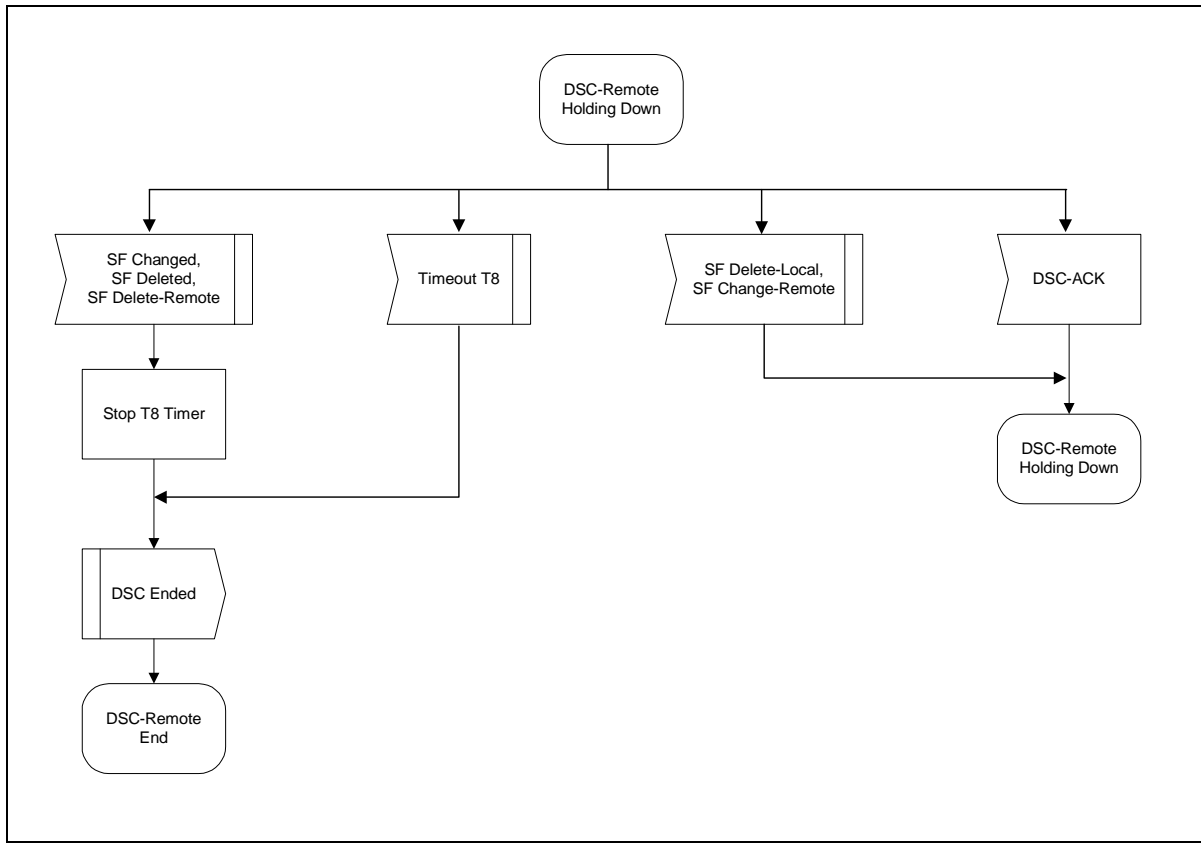 DSC-Remote
Holding Down
SF Changed,
SF Deleted,
SF Delete-Remote
Timeout T8
SF Delete-Local,
SF Change-Remote
DSC-ACK
Stop T8 Timer
DSC-Remote
Holding Down
DSC Ended
DSC-Remote
End